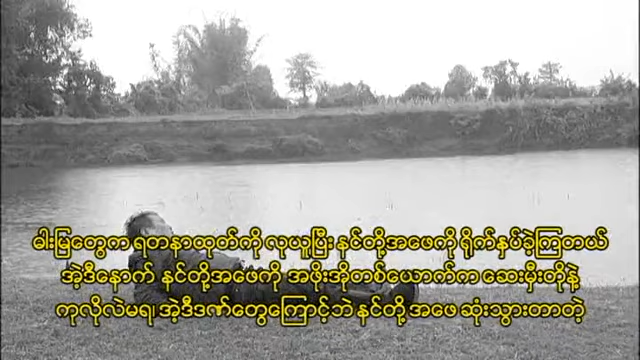 ဓါးမြတွေက ရတနာထုတ်ကို လုယူပြီး နင်တို့အဖေကို ရိုက်နှပ်ခဲ့ကြတယ်
အဲ့ဒီနောက် နင်တို့အဖေကို အဖိုးအိုတစ်ယောက်က ဆေးမှီးတိုနဲ့
ကုလိုလဲမရ၊ အဲ့ဒီဒဏ်တွေကြောင့်ဘဲ နင်တို့ အဖေ ဆုံးသွားတာတဲ့